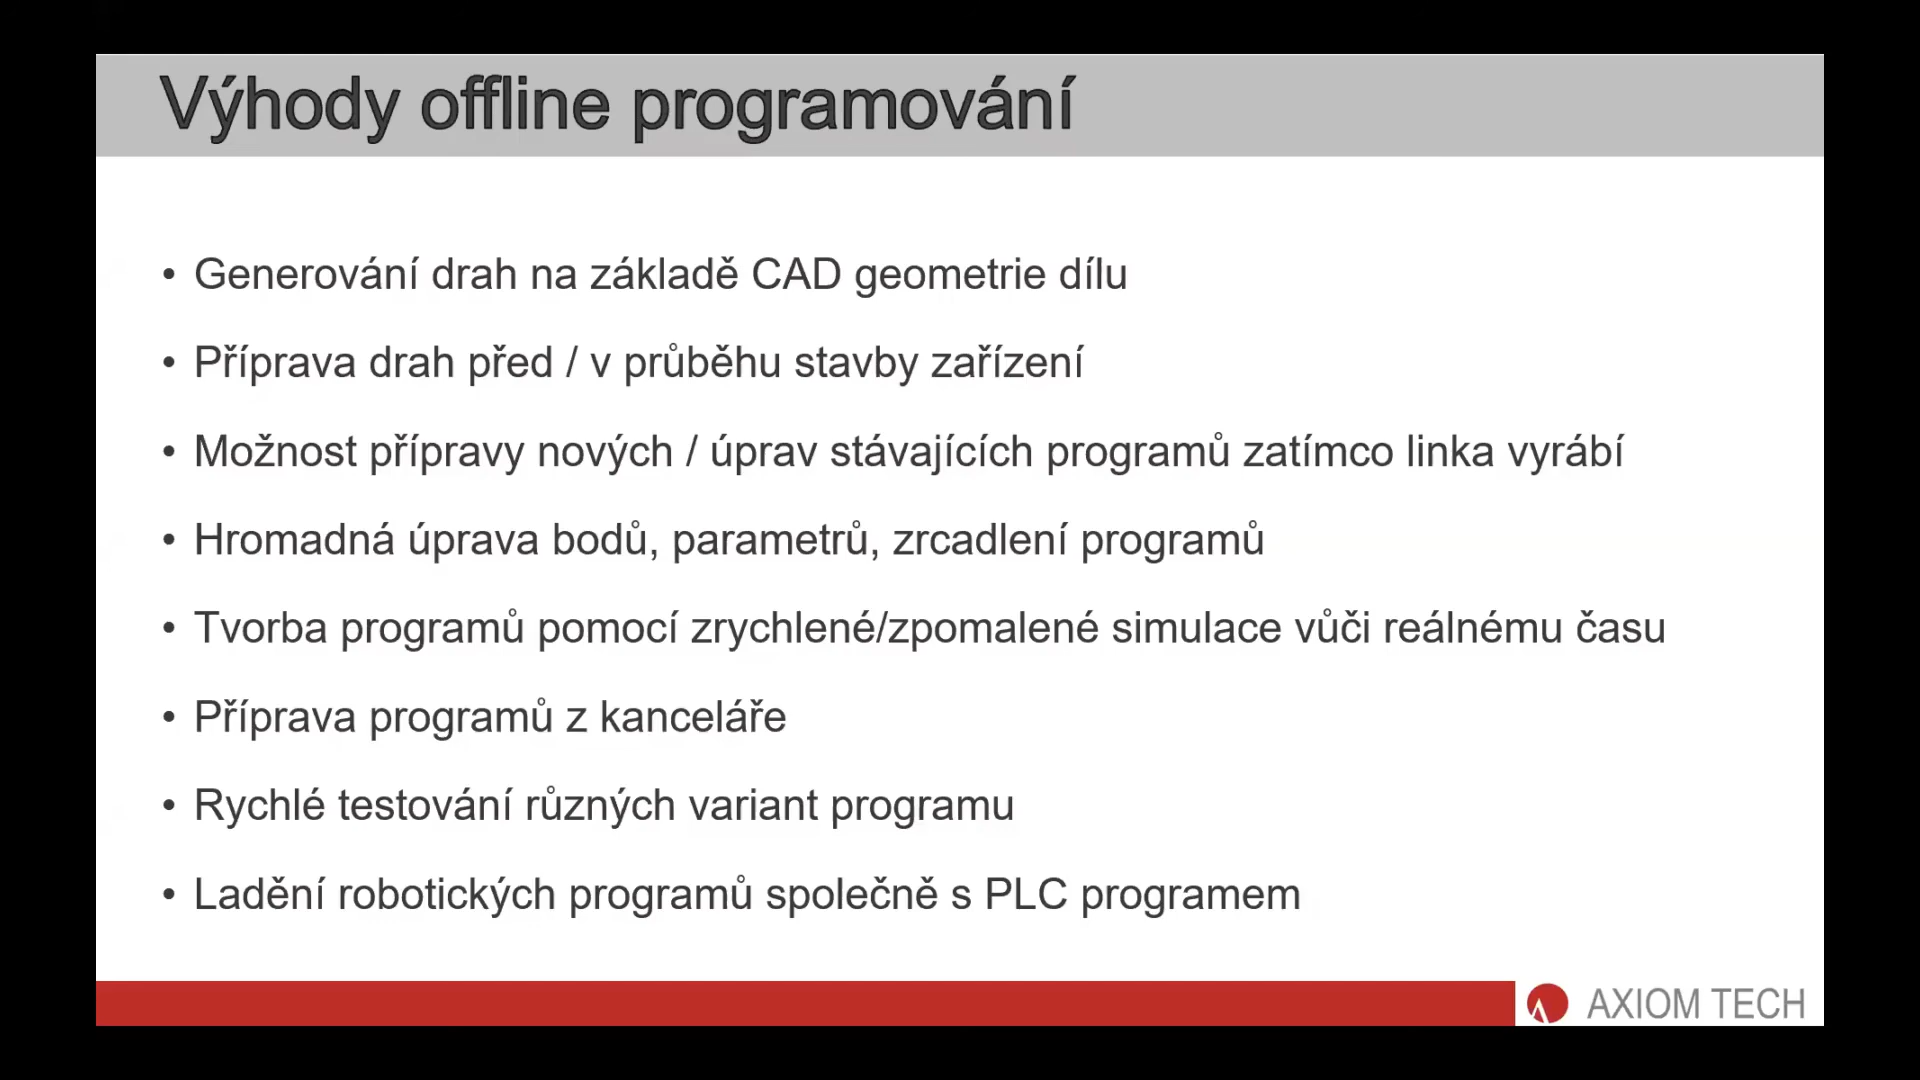 Výhody offline programování
• Generování drah na základě CAD geometrie dílu
• Příprava drah před / v průběhu stavby zařízení
• Možnost přípravy nových / úprav stávajících programů zatímco linka vyrábí
• Hromadná úprava bodů, parametrů, zrcadlení programů
• Tvorba programů pomocí zrychlené/zpomalené simulace vůči reálnému času
• Příprava programů z kanceláře
• Rychlé testování různých variant programu
• Ladění robotických programů společně s PLC programem
AXIOM TECH